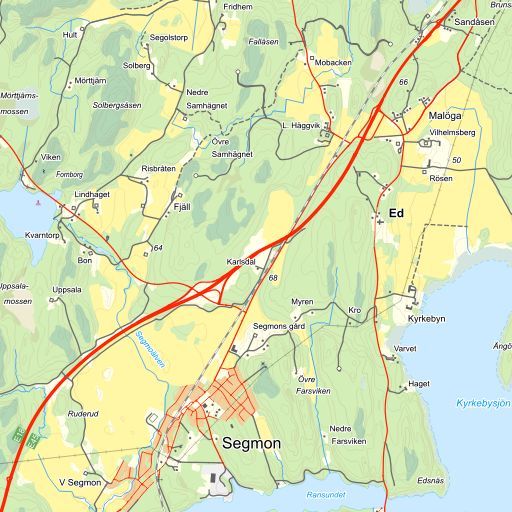 Fridhem
Bruns
Sandåsen
Hult
Segolstorp
Fallåsen
Solberg
Mobacken
66
Mörttjärn
Mörttjärns-
mossen
Nedre
Samhägnet
Solbergsåsen
Malöga
L. Häggvik
Vilhelmsberg
Övre
Samhägnet
Viken
50
Risbråten
Fornborg
Rösen
Lindhaget
Fjäll
Ed
Kvarntorp
64
Bon
Karlsdal
68
Uppsala-
mossen
Uppsala
Myren
Kro
Kyrkebyn
Segmons gård
Segmoälven
Varvet
Ängö
Övre
Farsviken
Haget
Kyrkebysjön
Ruderud
Nedre
Farsviken
Segmon
V Segmon
Edsnäs
Ransundet